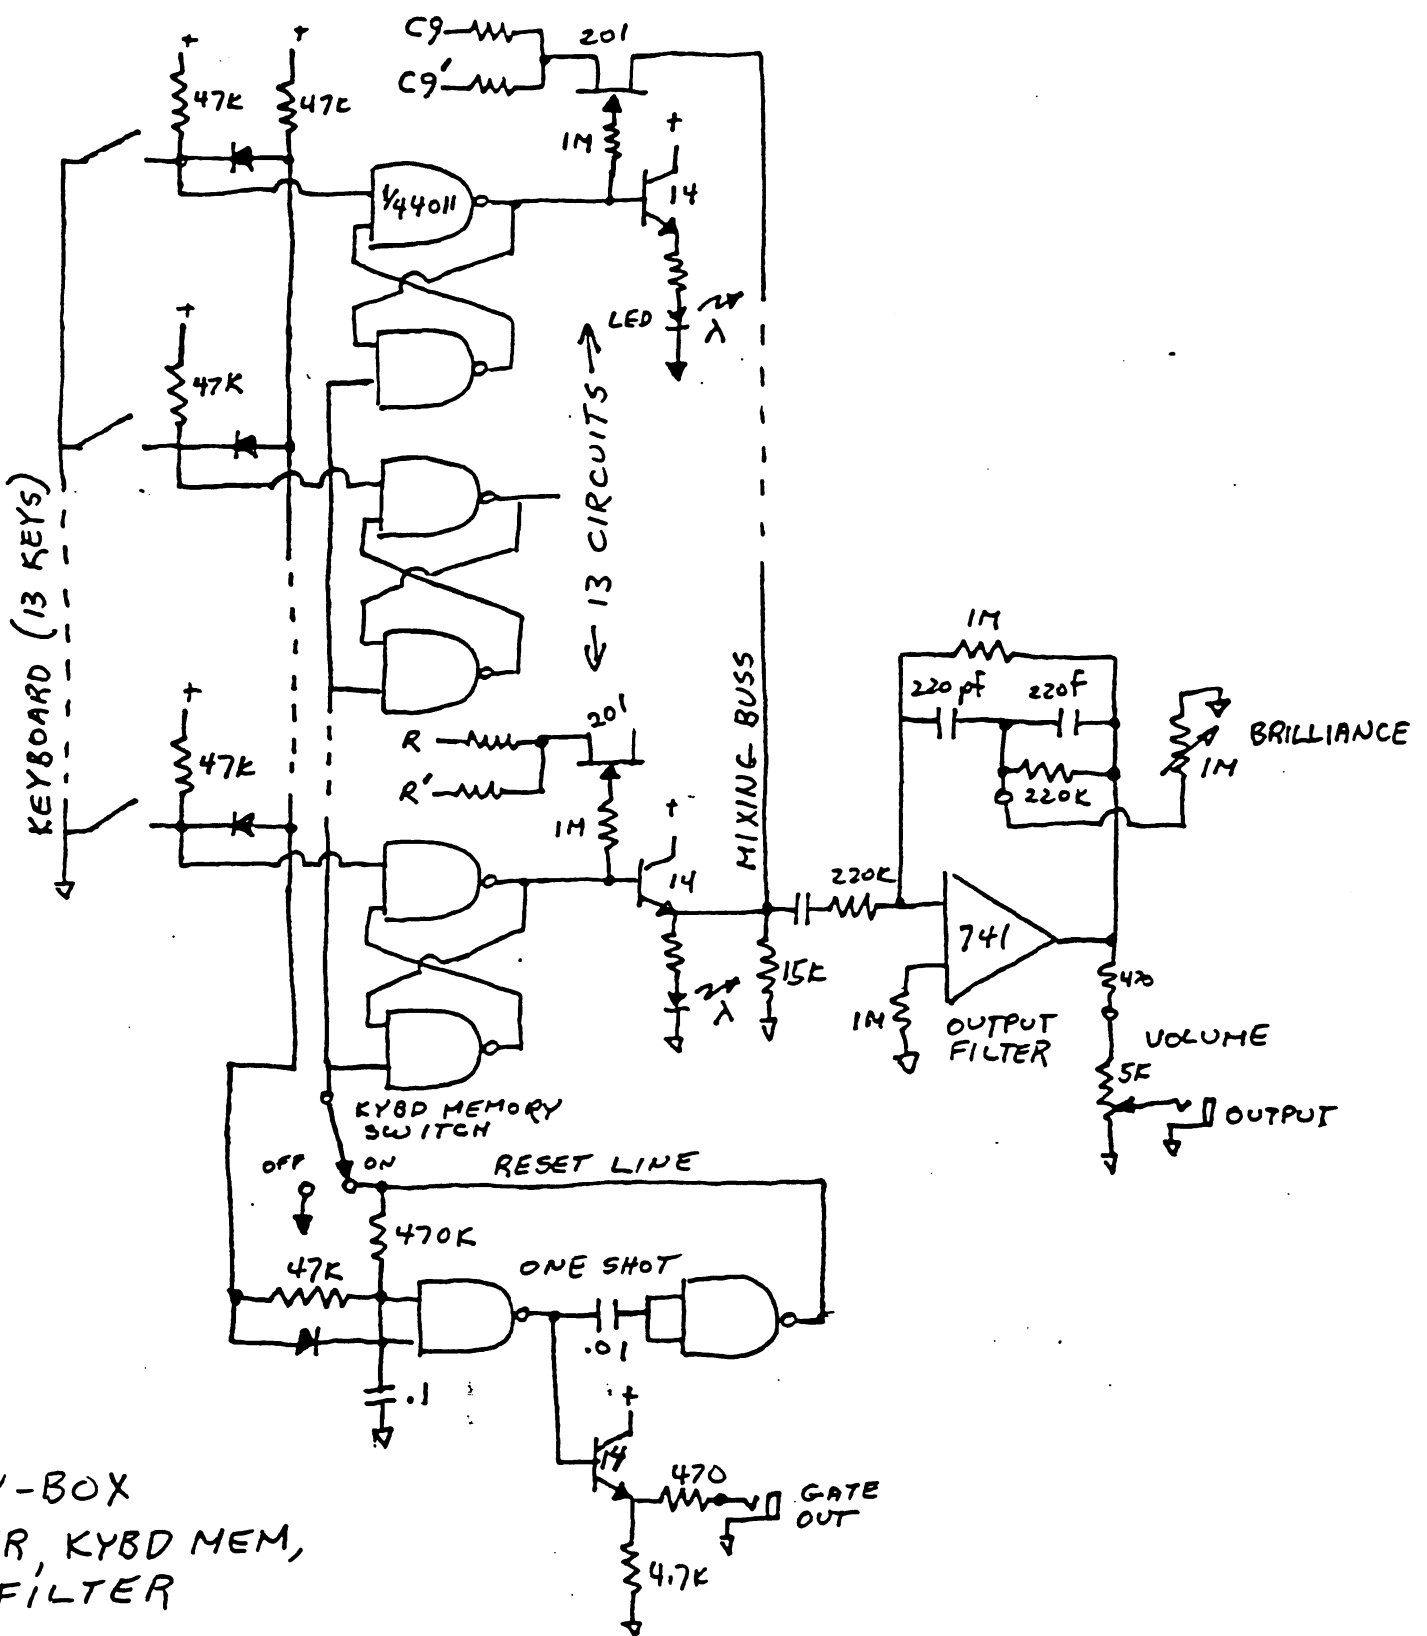 C9
201
C9'
+
+
47K
47K
1M
+
14
1/4 4011
LED
λ
+
47K
KEYBOARD (13 KEYS)
← 13 CIRCUITS →
MIXING BUSS
+
47K
R
R'
201
1M
+
14
λ
15K
220K
1M
220 pf
220f
220K
1M
BRILLIANCE
741
1M
OUTPUT
FILTER
470
VOLUME
5K
OUTPUT
KYBD MEMORY
SWITCH
OFF
ON
RESET LINE
470K
47K
ONE SHOT
.01
.1
+
14
470
GATE
OUT
4.7K
-BOX
R, KYBD MEM,
FILTER